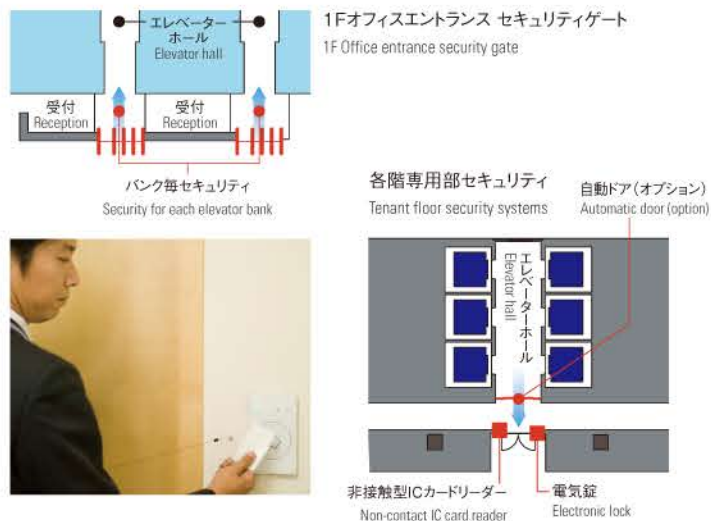 エレベーター
ホール
Elevator hall
1Fオフィスエントランス セキュリティゲート
1F Office entrance security gate
受付
Reception
受付
Reception
バンク毎セキュリティ
Security for each elevator bank
各階専用部セキュリティ
Tenant floor security systems
自動ドア(オプション)
Automatic door (option)
エレベーターホール
Elevator hall
非接触型ICカードリーダー
Non-contact IC card reader
電気錠
Electronic lock